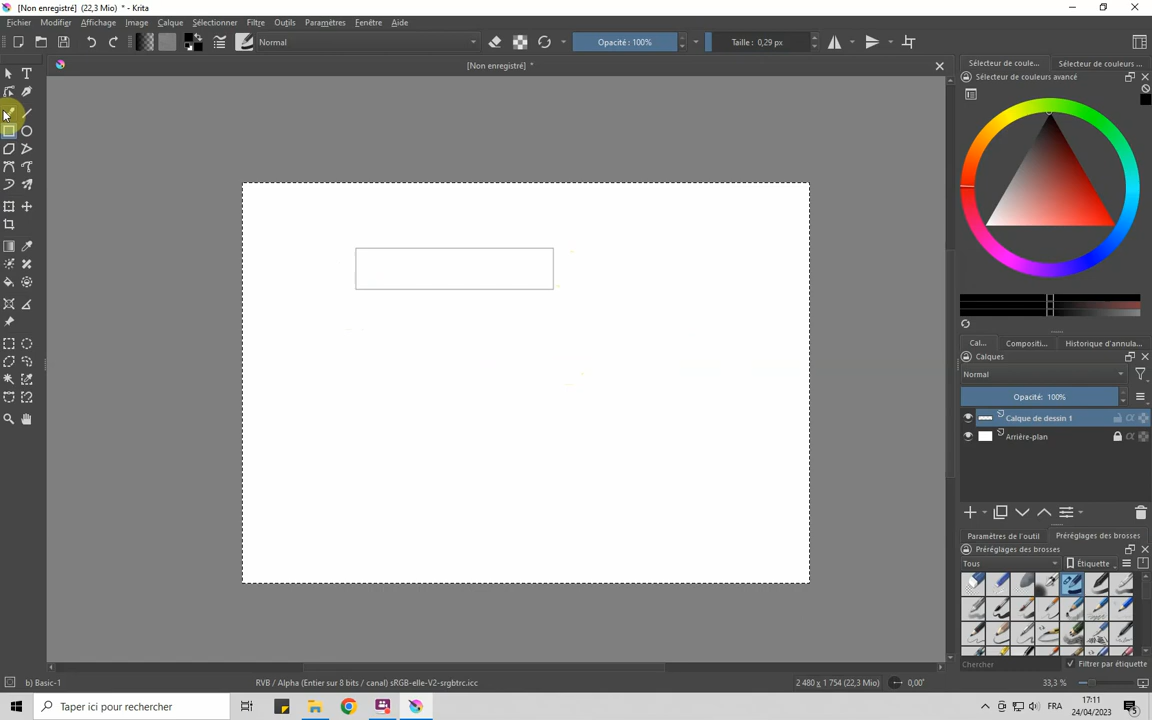 [Non enregistré] (22,3 Mio) * - Krita
Fichier Modifier Affichage Image Calque Sélectionner Filtre Outils Paramètres Fenêtre Aide
Normal Opacité : 100% Taille : 0,29 px
[Non enregistré] *
Sélecteur de coule... Sélecteur de couleurs ...
Sélecteur de couleurs avancé
Cal... Compositi... Historique d'annula...
Calques
Normal
Opacité: 100%
Calque de dessin 1
Arrière-plan
Paramètres de l'outil Préréglages des brosses
Préréglages des brosses
Tous Étiquette
Chercher Filtrer par étiquette
b) Basic-1 RVB / Alpha (Entier sur 8 bits / canal) sRGB-elle-V2-srgbtrc.icc 2 480 x 1 754 (22,3 Mio) 0,00° 33,3 %
Taper ici pour rechercher FR 17:11
24/04/2023 5